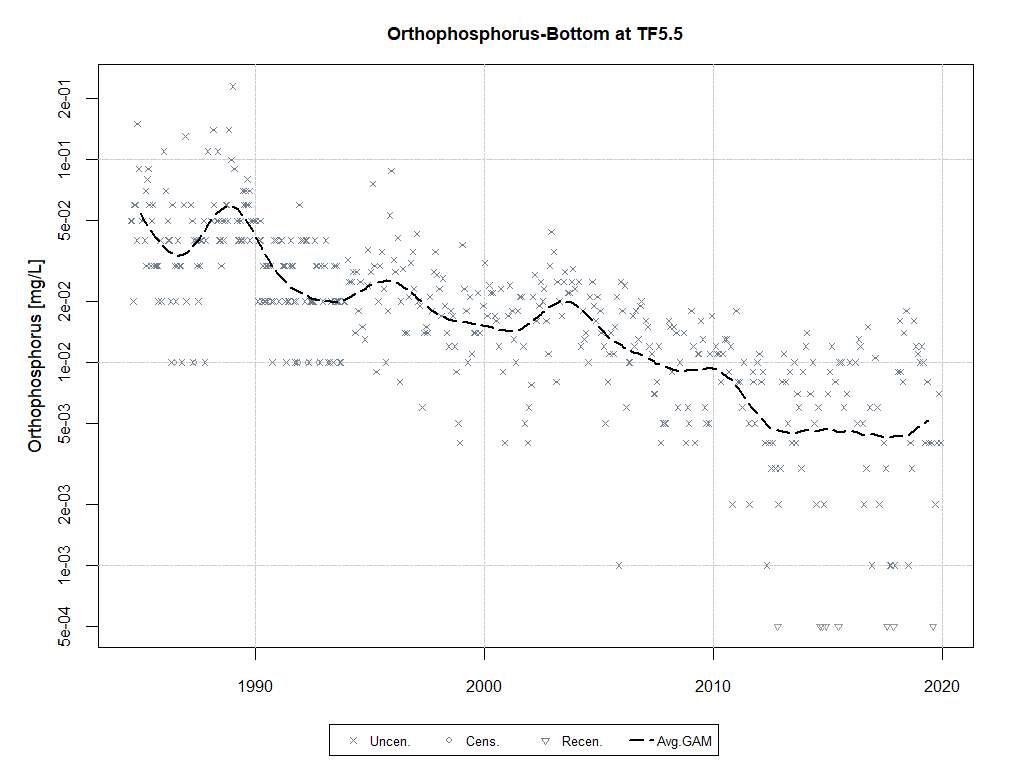 Orthophosphorus-Bottom at TF5.5
Orthophosphorus [mg/L]
2e-01
1e-01
5e-02
2e-02
1e-02
5e-03
2e-03
1e-03
5e-04
1990 2000 2010 2020
Uncen. Cens. Recen. Avg.GAM